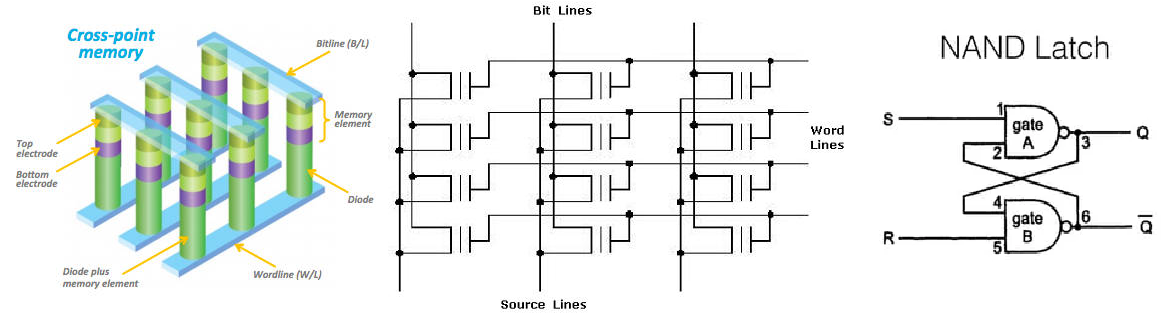 Cross-point
memory
Bitline (B/L)
Memory
element
Top
electrode
Bottom
electrode
Diode
Diode plus
memory element
Wordline (W/L)
Bit Lines
Word
Lines
Source Lines
NAND Latch
S
1
gate
A
2
3
Q
4
gate
B
5
6
Q̅
R